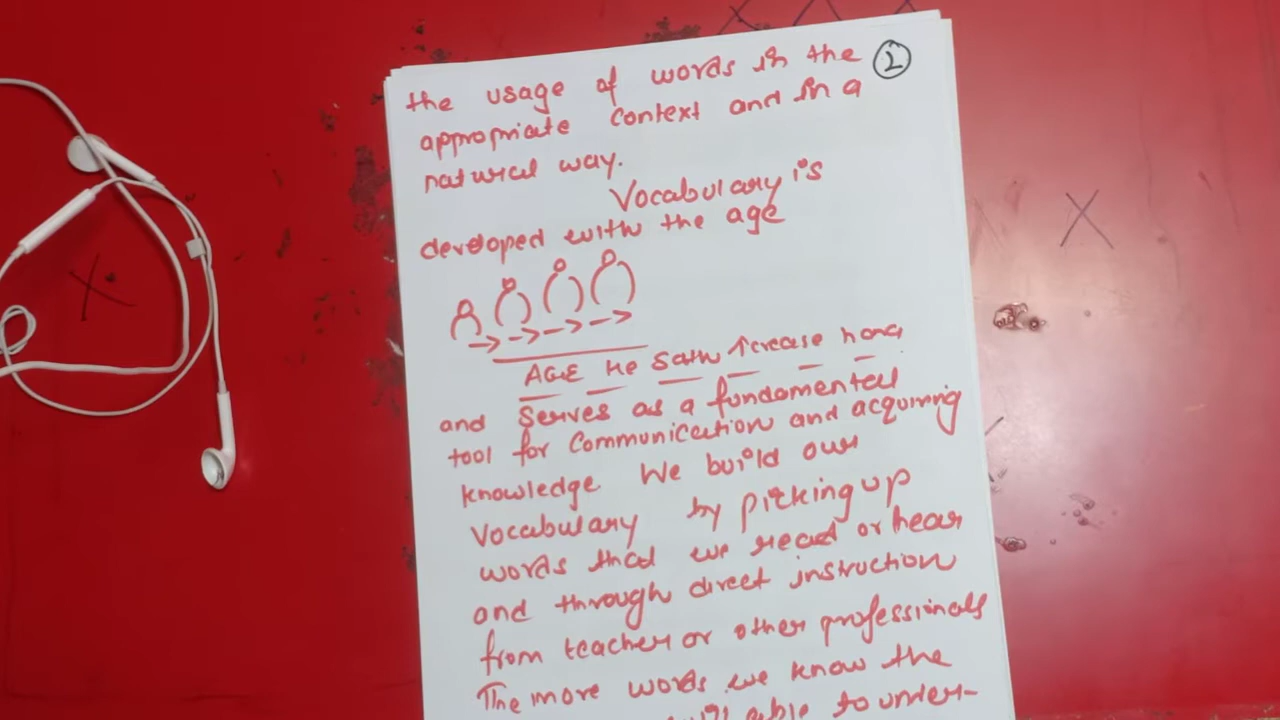 the usage of words in the
2
appropriate context and in a
natural way.
Vocabulary is
developed with the age
AGE Ke Sath increase hona
and serves as a fundamental
tool for communication and acquiring
knowledge We build our
vocabulary by picking up
words that we read or hear
and through direct instruction
from teacher or other professionals
The more words we know the
able to under-